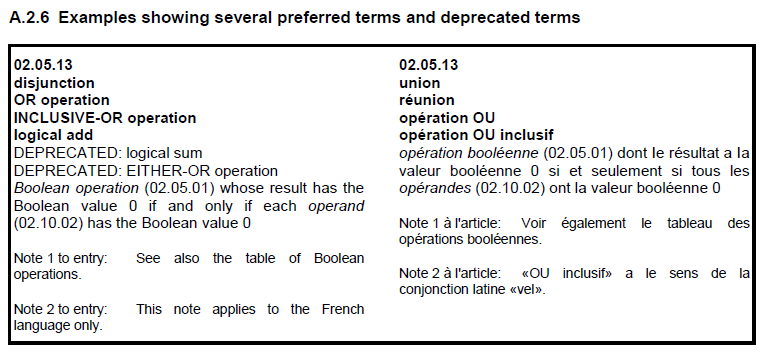 A.2.6 Examples showing several preferred terms and deprecated terms
02.05.13
disjunction
OR operation
INCLUSIVE-OR operation
logical add
DEPRECATED: logical sum
DEPRECATED: EITHER-OR operation
Boolean operation (02.05.01) whose result has the
Boolean value 0 if and only if each operand
(02.10.02) has the Boolean value 0
Note 1 to entry: See also the table of Boolean
operations.
Note 2 to entry: This note applies to the French
language only.
02.05.13
union
réunion
opération OU
opération OU inclusif
opération booléenne (02.05.01) dont le résultat a la
valeur booléenne 0 si et seulement si tous les
opérandes (02.10.02) ont la valeur booléenne 0
Note 1 à l'article: Voir également le tableau des
opérations booléennes.
Note 2 à l'article: «OU inclusif» a le sens de la
conjonction latine «vel».